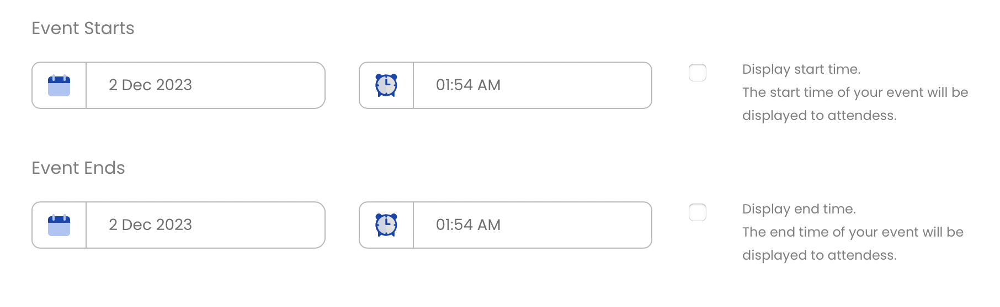 Event Starts
2 Dec 2023
01:54 AM
Display start time.
The start time of your event will be
displayed to attendess.
Event Ends
2 Dec 2023
01:54 AM
Display end time.
The end time of your event will be
displayed to attendess.